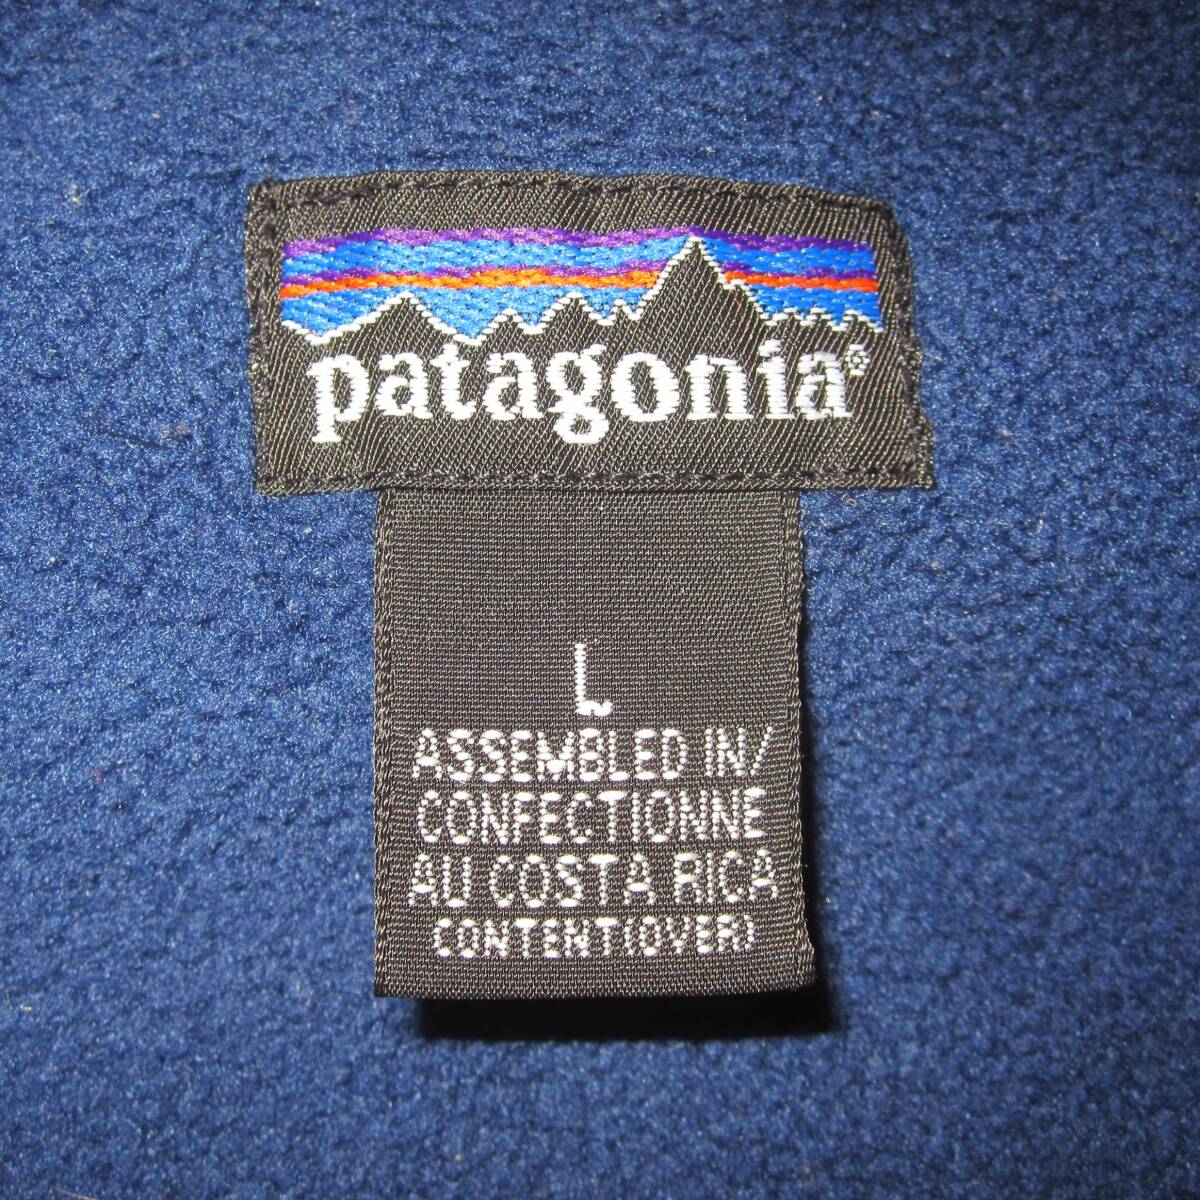 patagonia®
L
ASSEMBLED IN/
CONFECTIONNE
AU COSTA RICA
CONTENT(OVER)